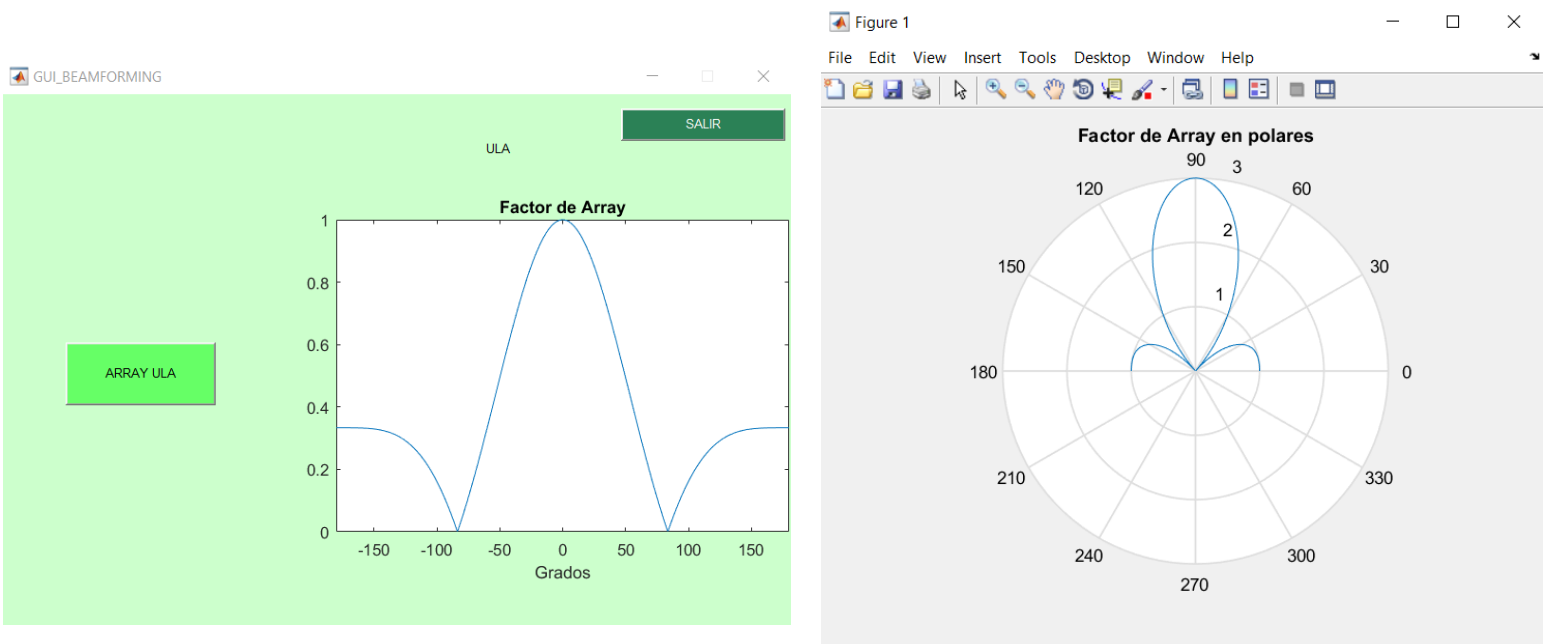 GUI_BEAMFORMING
SALIR
ULA
ARRAY ULA
Factor de Array
1
0.8
0.6
0.4
0.2
0
-150 -100 -50 0 50 100 150
Grados
Figure 1
File Edit View Insert Tools Desktop Window Help
Factor de Array en polares
90
3
120
60
2
150
30
1
180
0
210
330
240
300
270